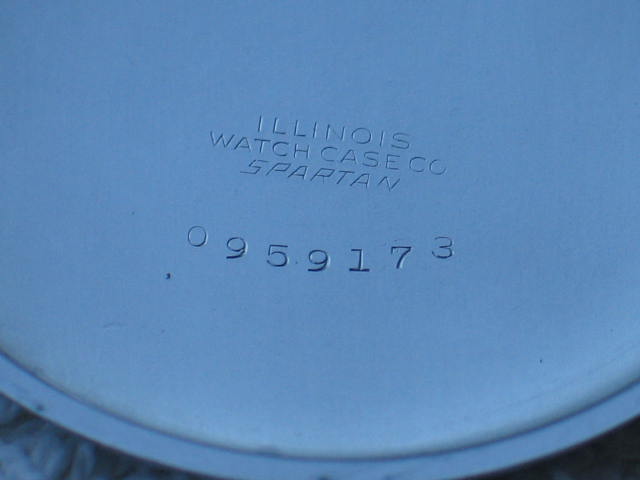 ILLINOIS
WATCH CASE CO
SPARTAN
0959173